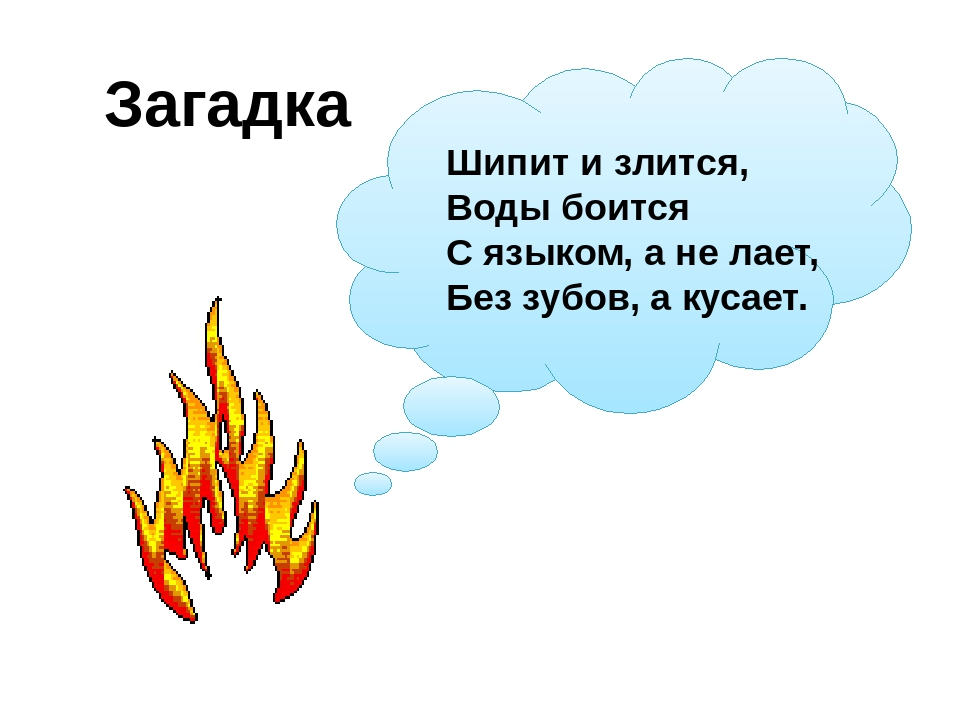 Загадка
Шипит и злится,
Воды боится
С языком, а не лает,
Без зубов, а кусает.